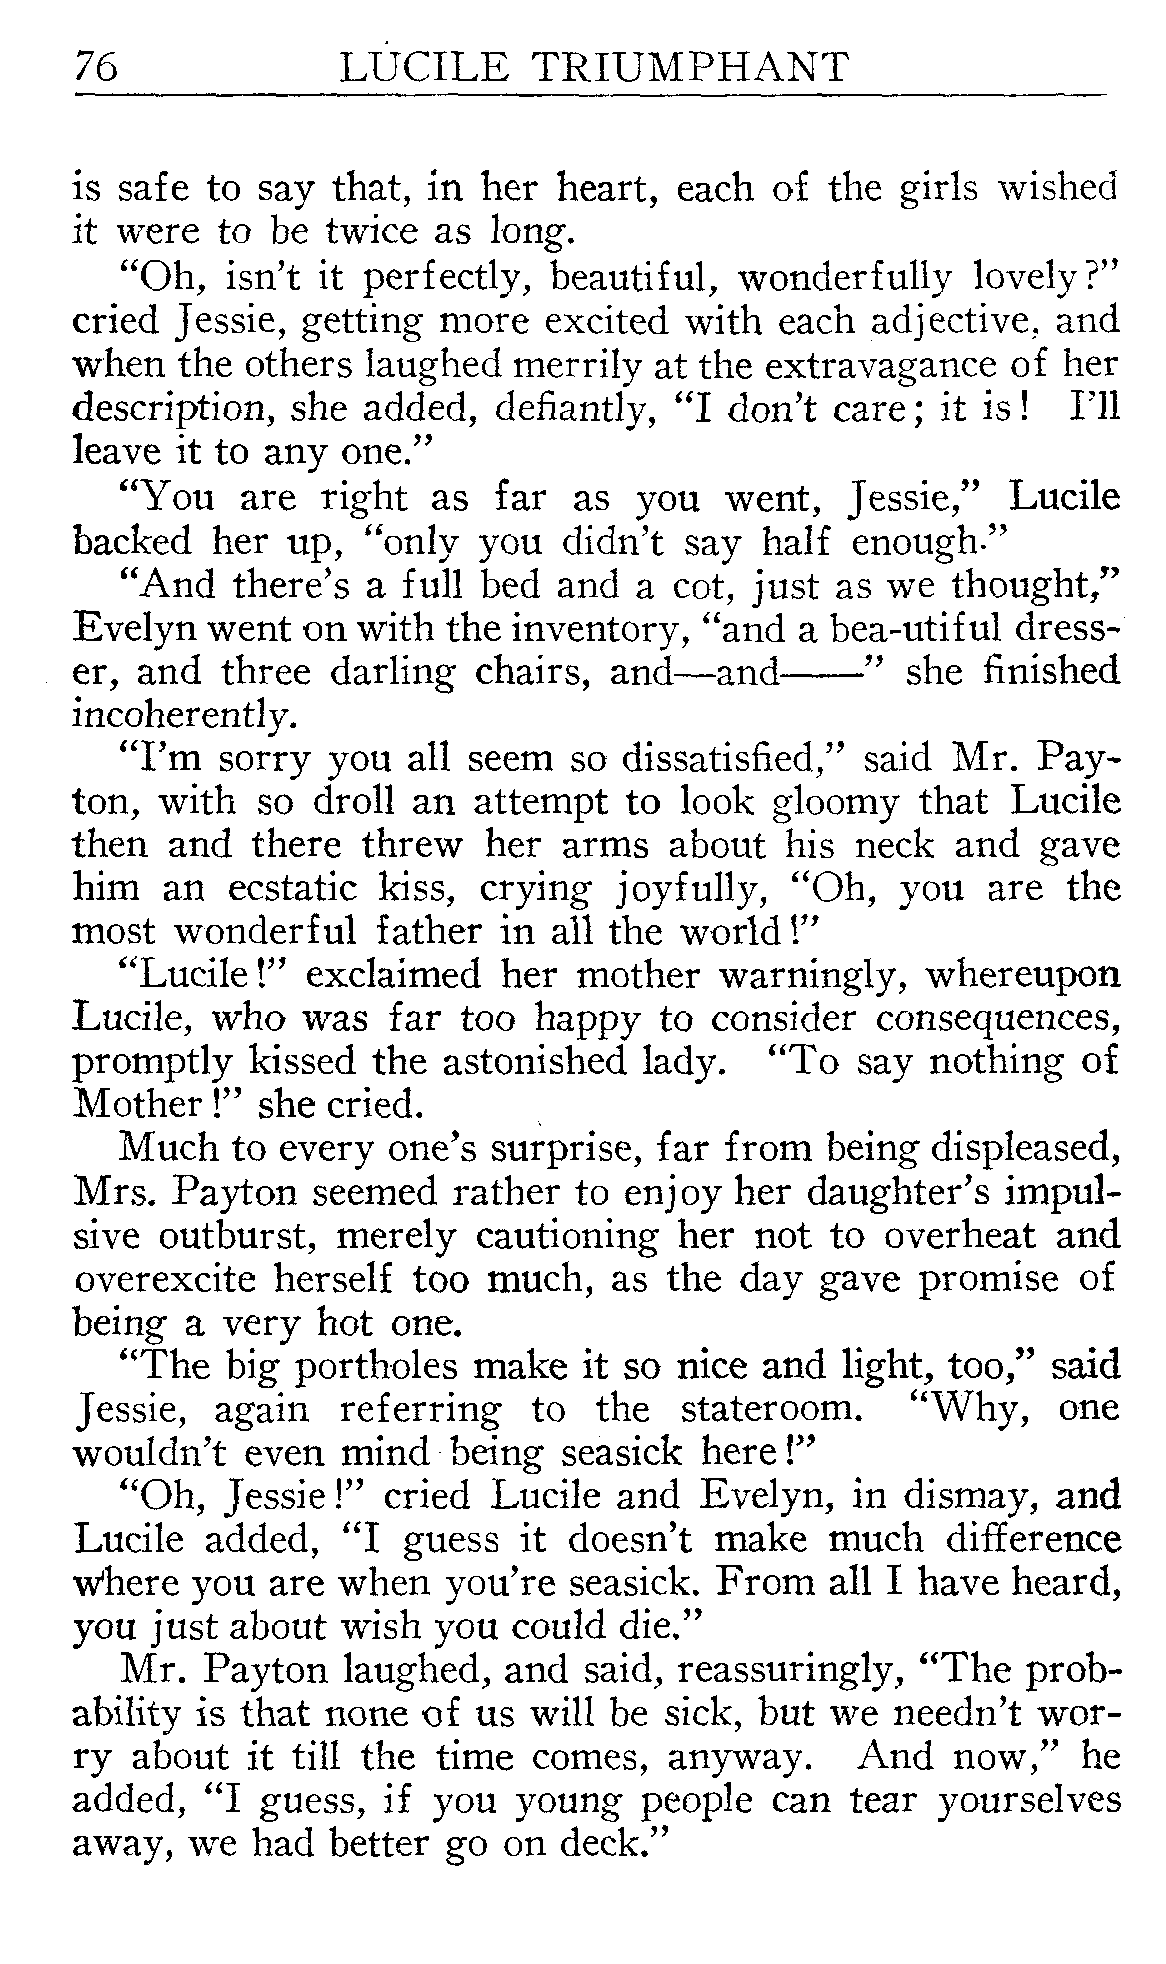 76 LUCILE TRIUMPHANT
is safe to say that, in her heart, each of the girls wished
it were to be twice as long.
“Oh, isn’t it perfectly, beautiful, wonderfully lovely?”
cried Jessie, getting more excited with each adjective, and
when the others laughed merrily at the extravagance of her
description, she added, defiantly, “I don’t care; it is! I’ll
leave it to any one.”
“You are right as far as you went, Jessie,” Lucile
backed her up, “only you didn’t say half enough.”
“And there’s a full bed and a cot, just as we thought,”
Evelyn went on with the inventory, “and a bea-utiful dress-
er, and three darling chairs, and—and——” she finished
incoherently.
“I’m sorry you all seem so dissatisfied,” said Mr. Pay-
ton, with so droll an attempt to look gloomy that Lucile
then and there threw her arms about his neck and gave
him an ecstatic kiss, crying joyfully, “Oh, you are the
most wonderful father in all the world!”
“Lucile!” exclaimed her mother warningly, whereupon
Lucile, who was far too happy to consider consequences,
promptly kissed the astonished lady. “To say nothing of
Mother!” she cried.
Much to every one’s surprise, far from being displeased,
Mrs. Payton seemed rather to enjoy her daughter’s impul-
sive outburst, merely cautioning her not to overheat and
overexcite herself too much, as the day gave promise of
being a very hot one.
“The big portholes make it so nice and light, too,” said
Jessie, again referring to the stateroom. “Why, one
wouldn’t even mind being seasick here!”
“Oh, Jessie!” cried Lucile and Evelyn, in dismay, and
Lucile added, “I guess it doesn’t make much difference
where you are when you’re seasick. From all I have heard,
you just about wish you could die.”
Mr. Payton laughed, and said, reassuringly, “The prob-
ability is that none of us will be sick, but we needn’t wor-
ry about it till the time comes, anyway. And now,” he
added, “I guess, if you young people can tear yourselves
away, we had better go on deck.”